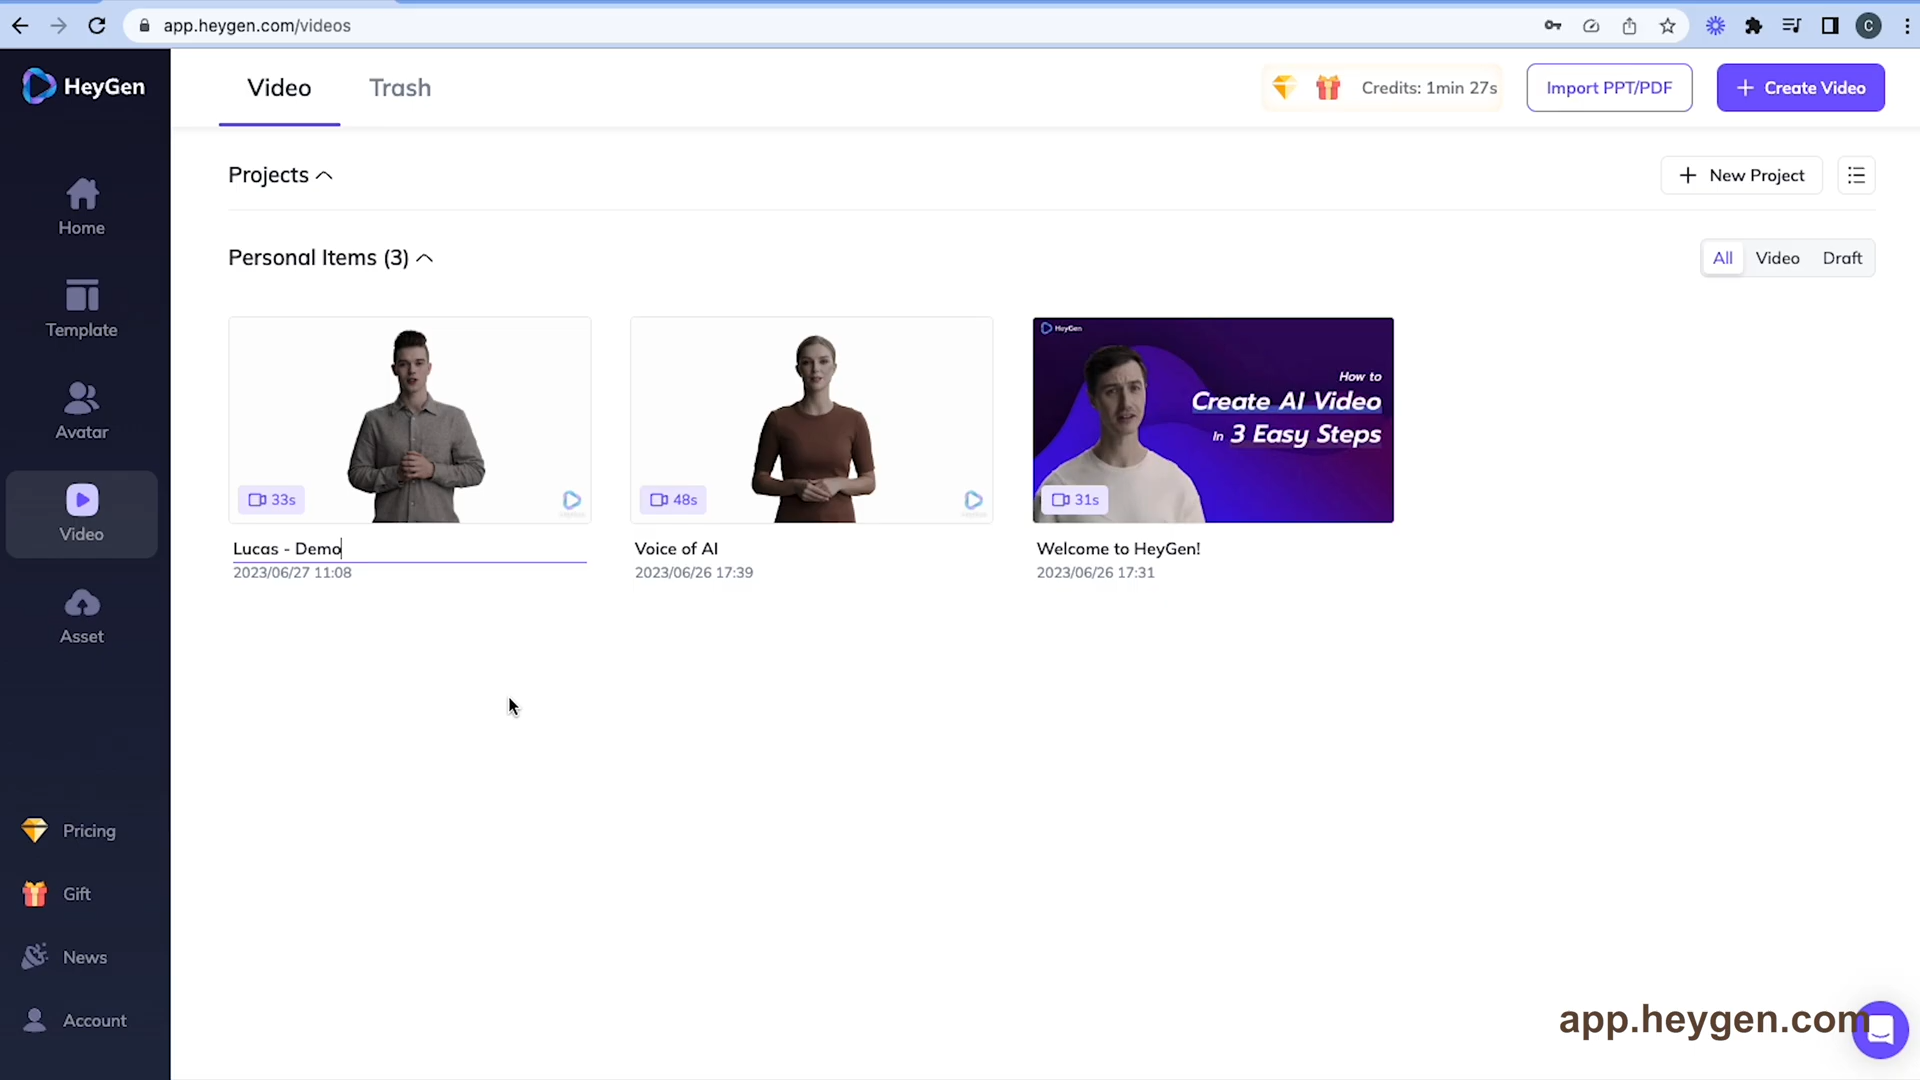 app.heygen.com/videos
C
HeyGen
Video
Trash
Credits: 1min 27s
Import PPT/PDF
+ Create Video
Projects
+ New Project
Home
Template
Avatar
Video
Asset
Personal Items (3)
All
Video
Draft
33s
48s
HeyGen
How to
Create AI Video
In 3 Easy Steps
31s
Lucas - Demo
2023/06/27 11:08
Voice of AI
2023/06/26 17:39
Welcome to HeyGen!
2023/06/26 17:31
Pricing
Gift
News
Account
app.heygen.com